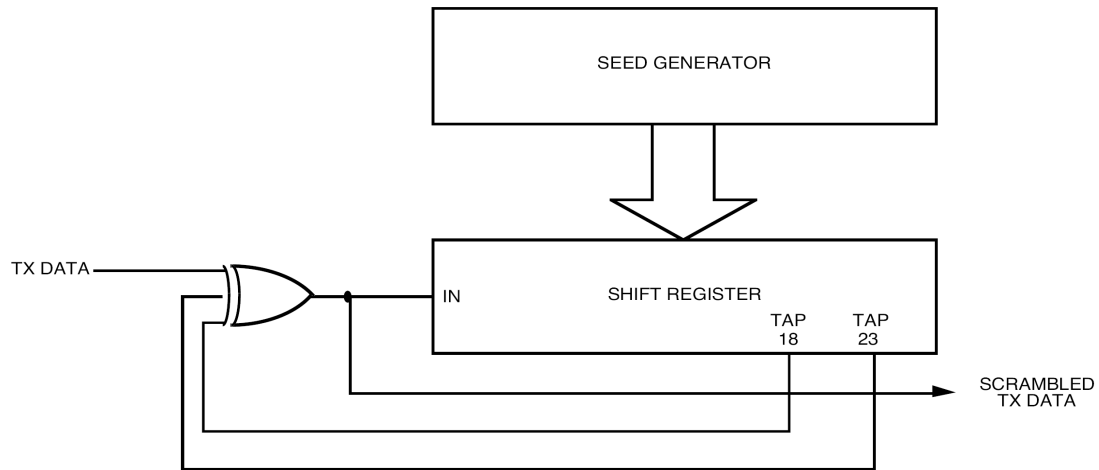 SEED GENERATOR
TX DATA
IN
SHIFT REGISTER
TAP
18
TAP
23
SCRAMBLED
TX DATA